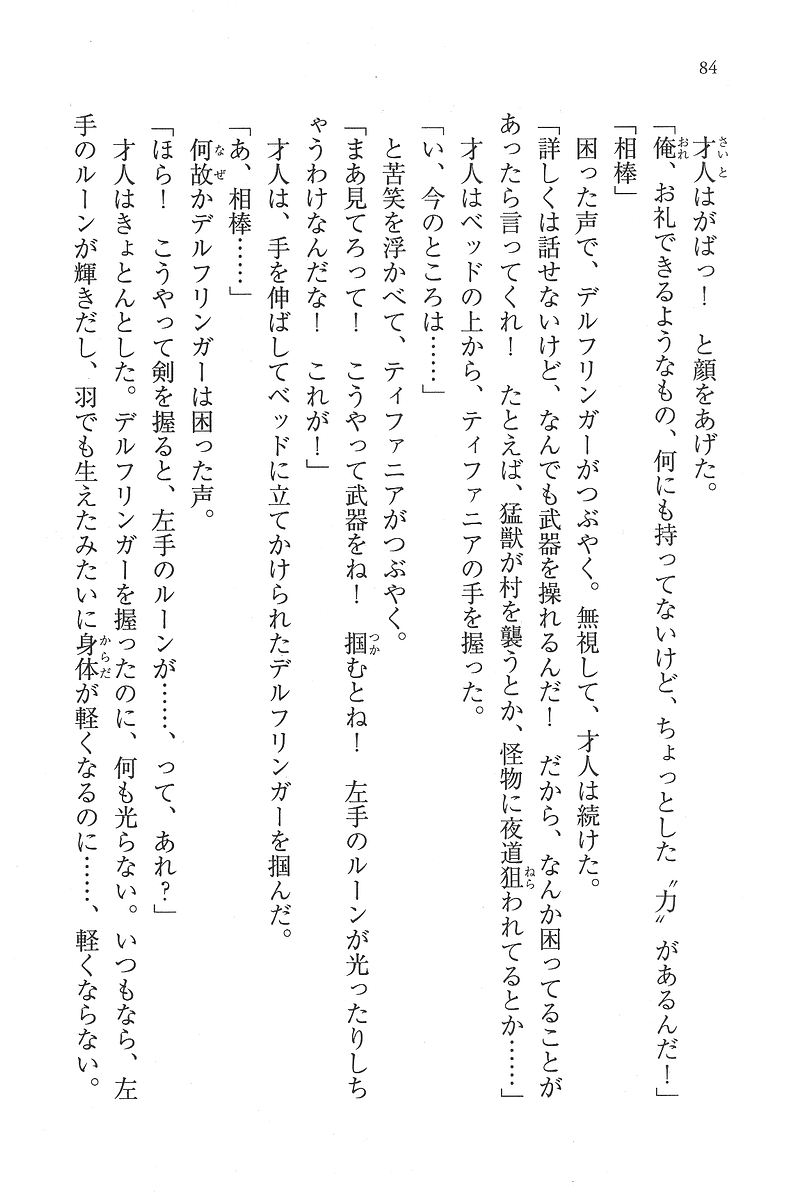 84
才人はがばっ！　と顔をあげた。
「俺、お礼できるようなもの、何にも持ってないけど、ちょっとした〝力〟があるんだ！」
「相棒」
困った声で、デルフリンガーがつぶやく。無視して、才人は続けた。
「詳しくは話せないけど、なんでも武器を操れるんだ！　だから、なんか困ってることが
あったら言ってくれ！　たとえば、猛獣が村を襲うとか、怪物に夜道狙われてるとか……」
才人はベッドの上から、ティファニアの手を握った。
「い、今のところは……」
と苦笑を浮かべて、ティファニアがつぶやく。
「まあ見てろって！　こうやって武器をね！　掴むとね！　左手のルーンが光ったりしち
ゃうわけなんだな！　これが！」
才人は、手を伸ばしてベッドに立てかけられたデルフリンガーを掴んだ。
「あ、相棒……」
何故かデルフリンガーは困った声。
「ほら！　こうやって剣を握ると、左手のルーンが……、って、あれ？」
才人はきょとんとした。デルフリンガーを握ったのに、何も光らない。いつもなら、左
手のルーンが輝きだし、羽でも生えたみたいに身体が軽くなるのに……、軽くならない。